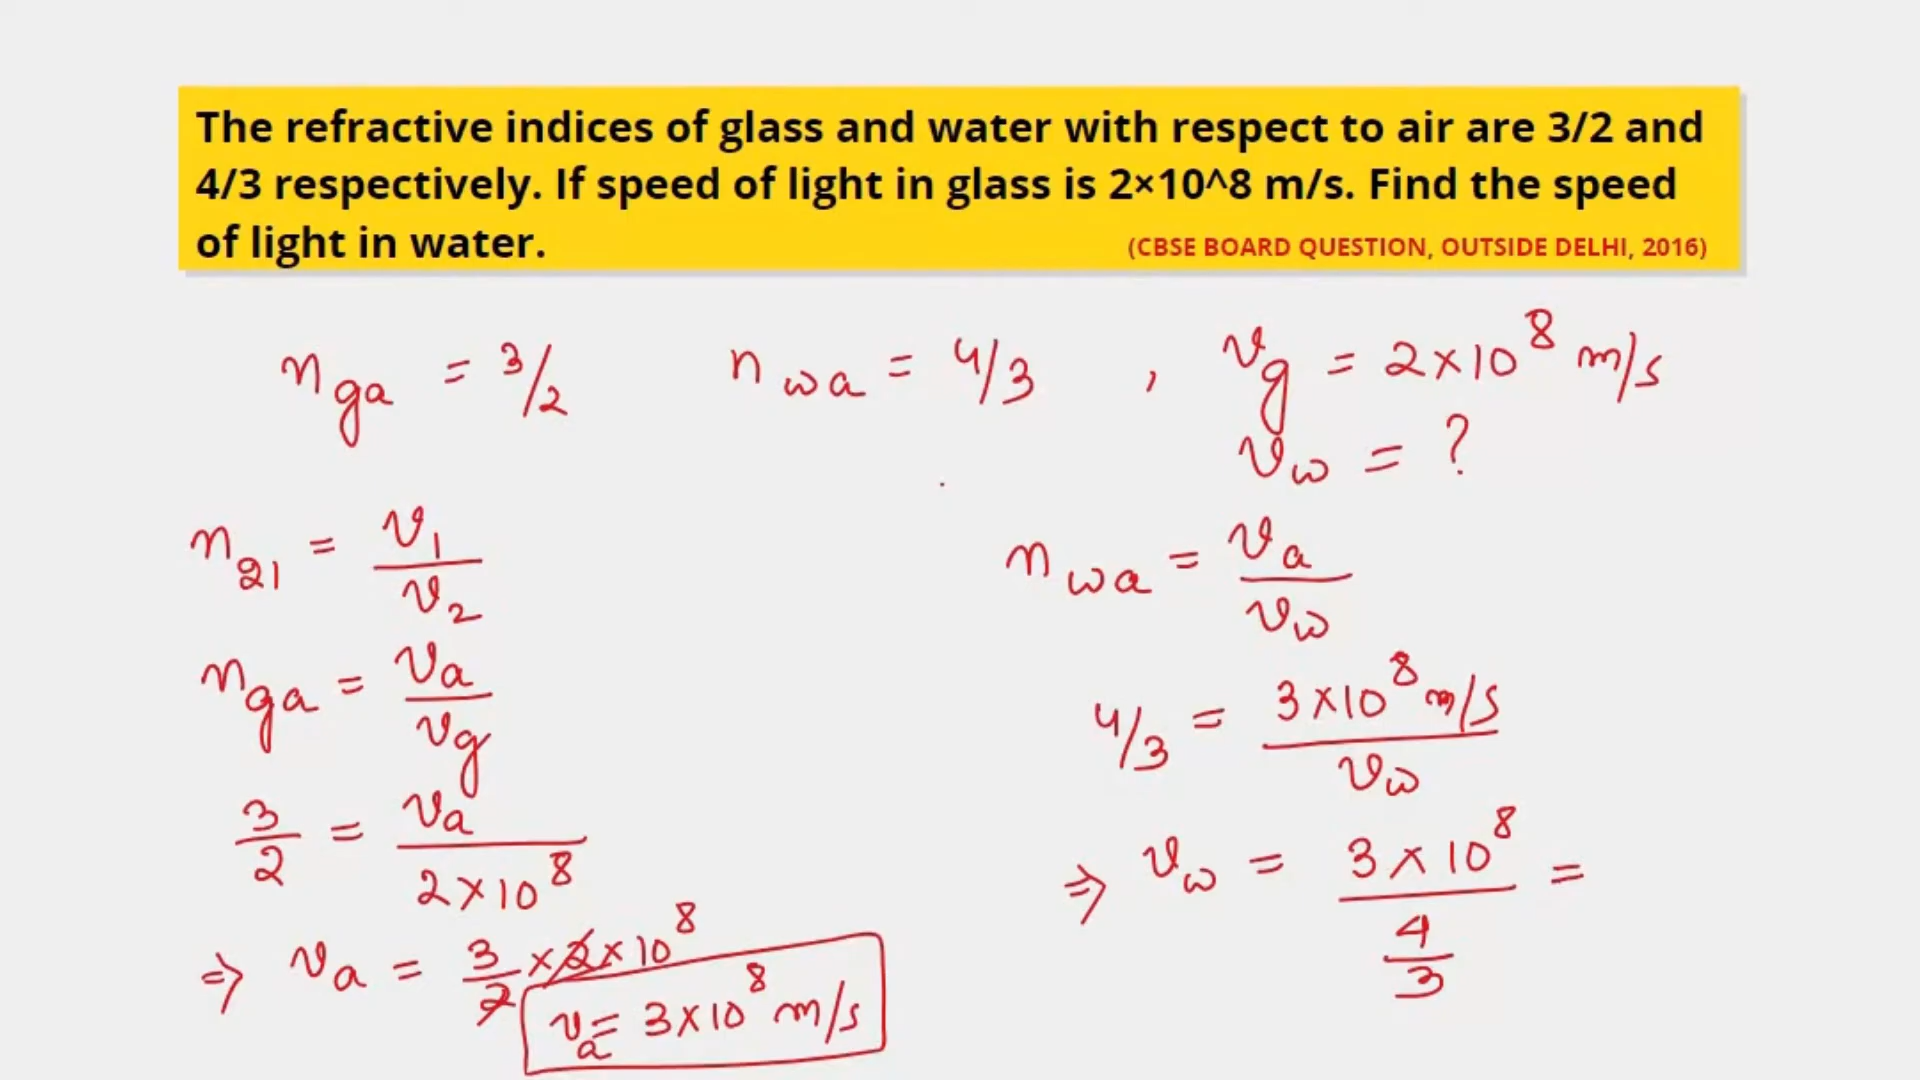 The refractive indices of glass and water with respect to air are 3/2 and
4/3 respectively. If speed of light in glass is 2×10^8 m/s. Find the speed
of light in water.
(CBSE BOARD QUESTION, OUTSIDE DELHI, 2016)
n_ga = 3/2
n_wa = 4/3 , v_g = 2×10^8 m/s
v_w = ?
n_21 = v_1 / v_2
n_ga = v_a / v_g
3/2 = v_a / 2×10^8
⇒ v_a = 3/2 × 2 × 10^8
v_a = 3×10^8 m/s
n_wa = v_a / v_w
4/3 = 3×10^8 m/s / v_w
⇒ v_w = 3×10^8 / 4/3 =